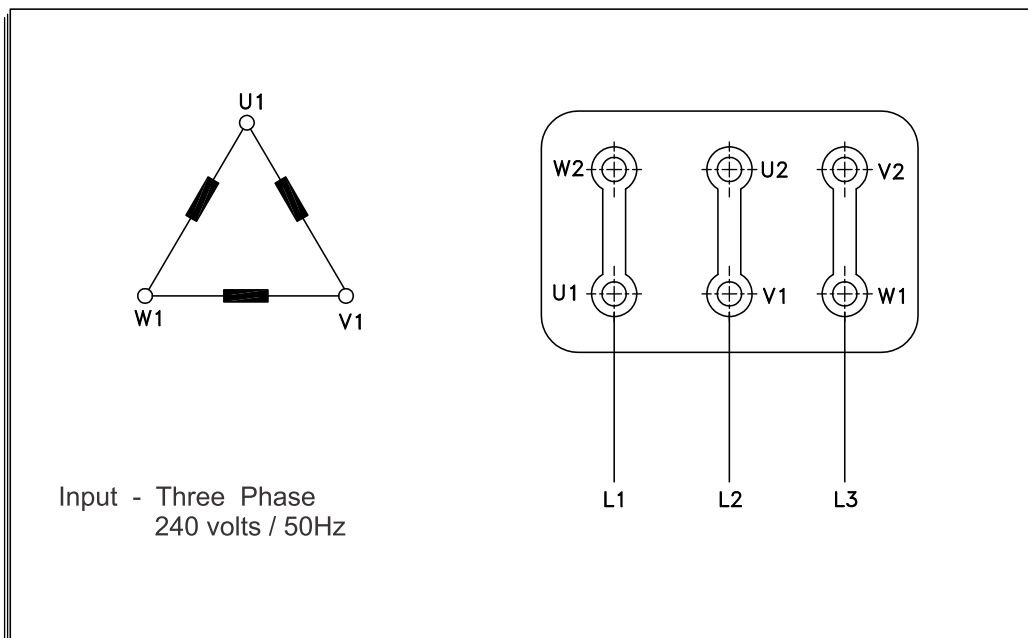 U1
W1
V1
W2
U2
V2
U1
V1
W1
L1
L2
L3
Input - Three Phase
240 volts / 50Hz